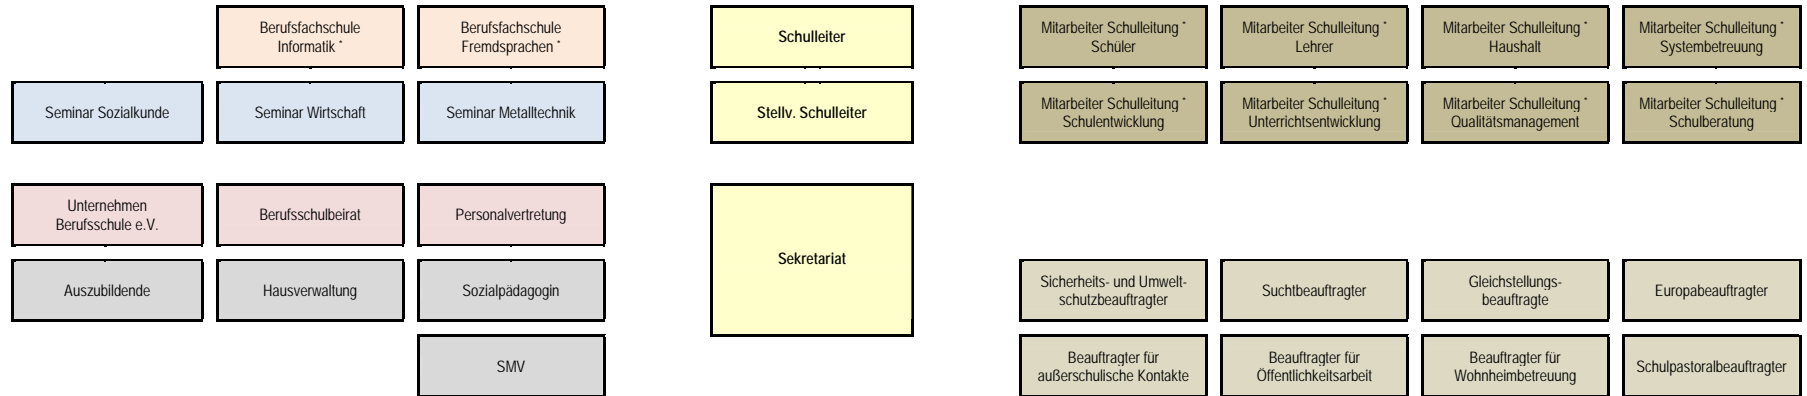 Berufsfachschule
Informatik *
Berufsfachschule
Fremdsprachen *
Schulleiter
Mitarbeiter Schulleitung *
Schüler
Mitarbeiter Schulleitung *
Lehrer
Mitarbeiter Schulleitung *
Haushalt
Mitarbeiter Schulleitung *
Systembetreuung
Seminar Sozialkunde
Seminar Wirtschaft
Seminar Metalltechnik
Stellv. Schulleiter
Mitarbeiter Schulleitung *
Schulentwicklung
Mitarbeiter Schulleitung *
Unterrichtsentwicklung
Mitarbeiter Schulleitung *
Qualitätsmanagement
Mitarbeiter Schulleitung *
Schulberatung
Unternehmen
Berufsschule e.V.
Berufsschulbeirat
Personalvertretung
Sekretariat
Auszubildende
Hausverwaltung
Sozialpädagogin
Sicherheits- und Umwelt-
schutzbeauftragter
Suchtbeauftragter
Gleichstellungs-
beauftragte
Europabeauftragter
SMV
Beauftragter für
außerschulische Kontakte
Beauftragter für
Öffentlichkeitsarbeit
Beauftragter für
Wohnheimbetreuung
Schulpastoralbeauftragter